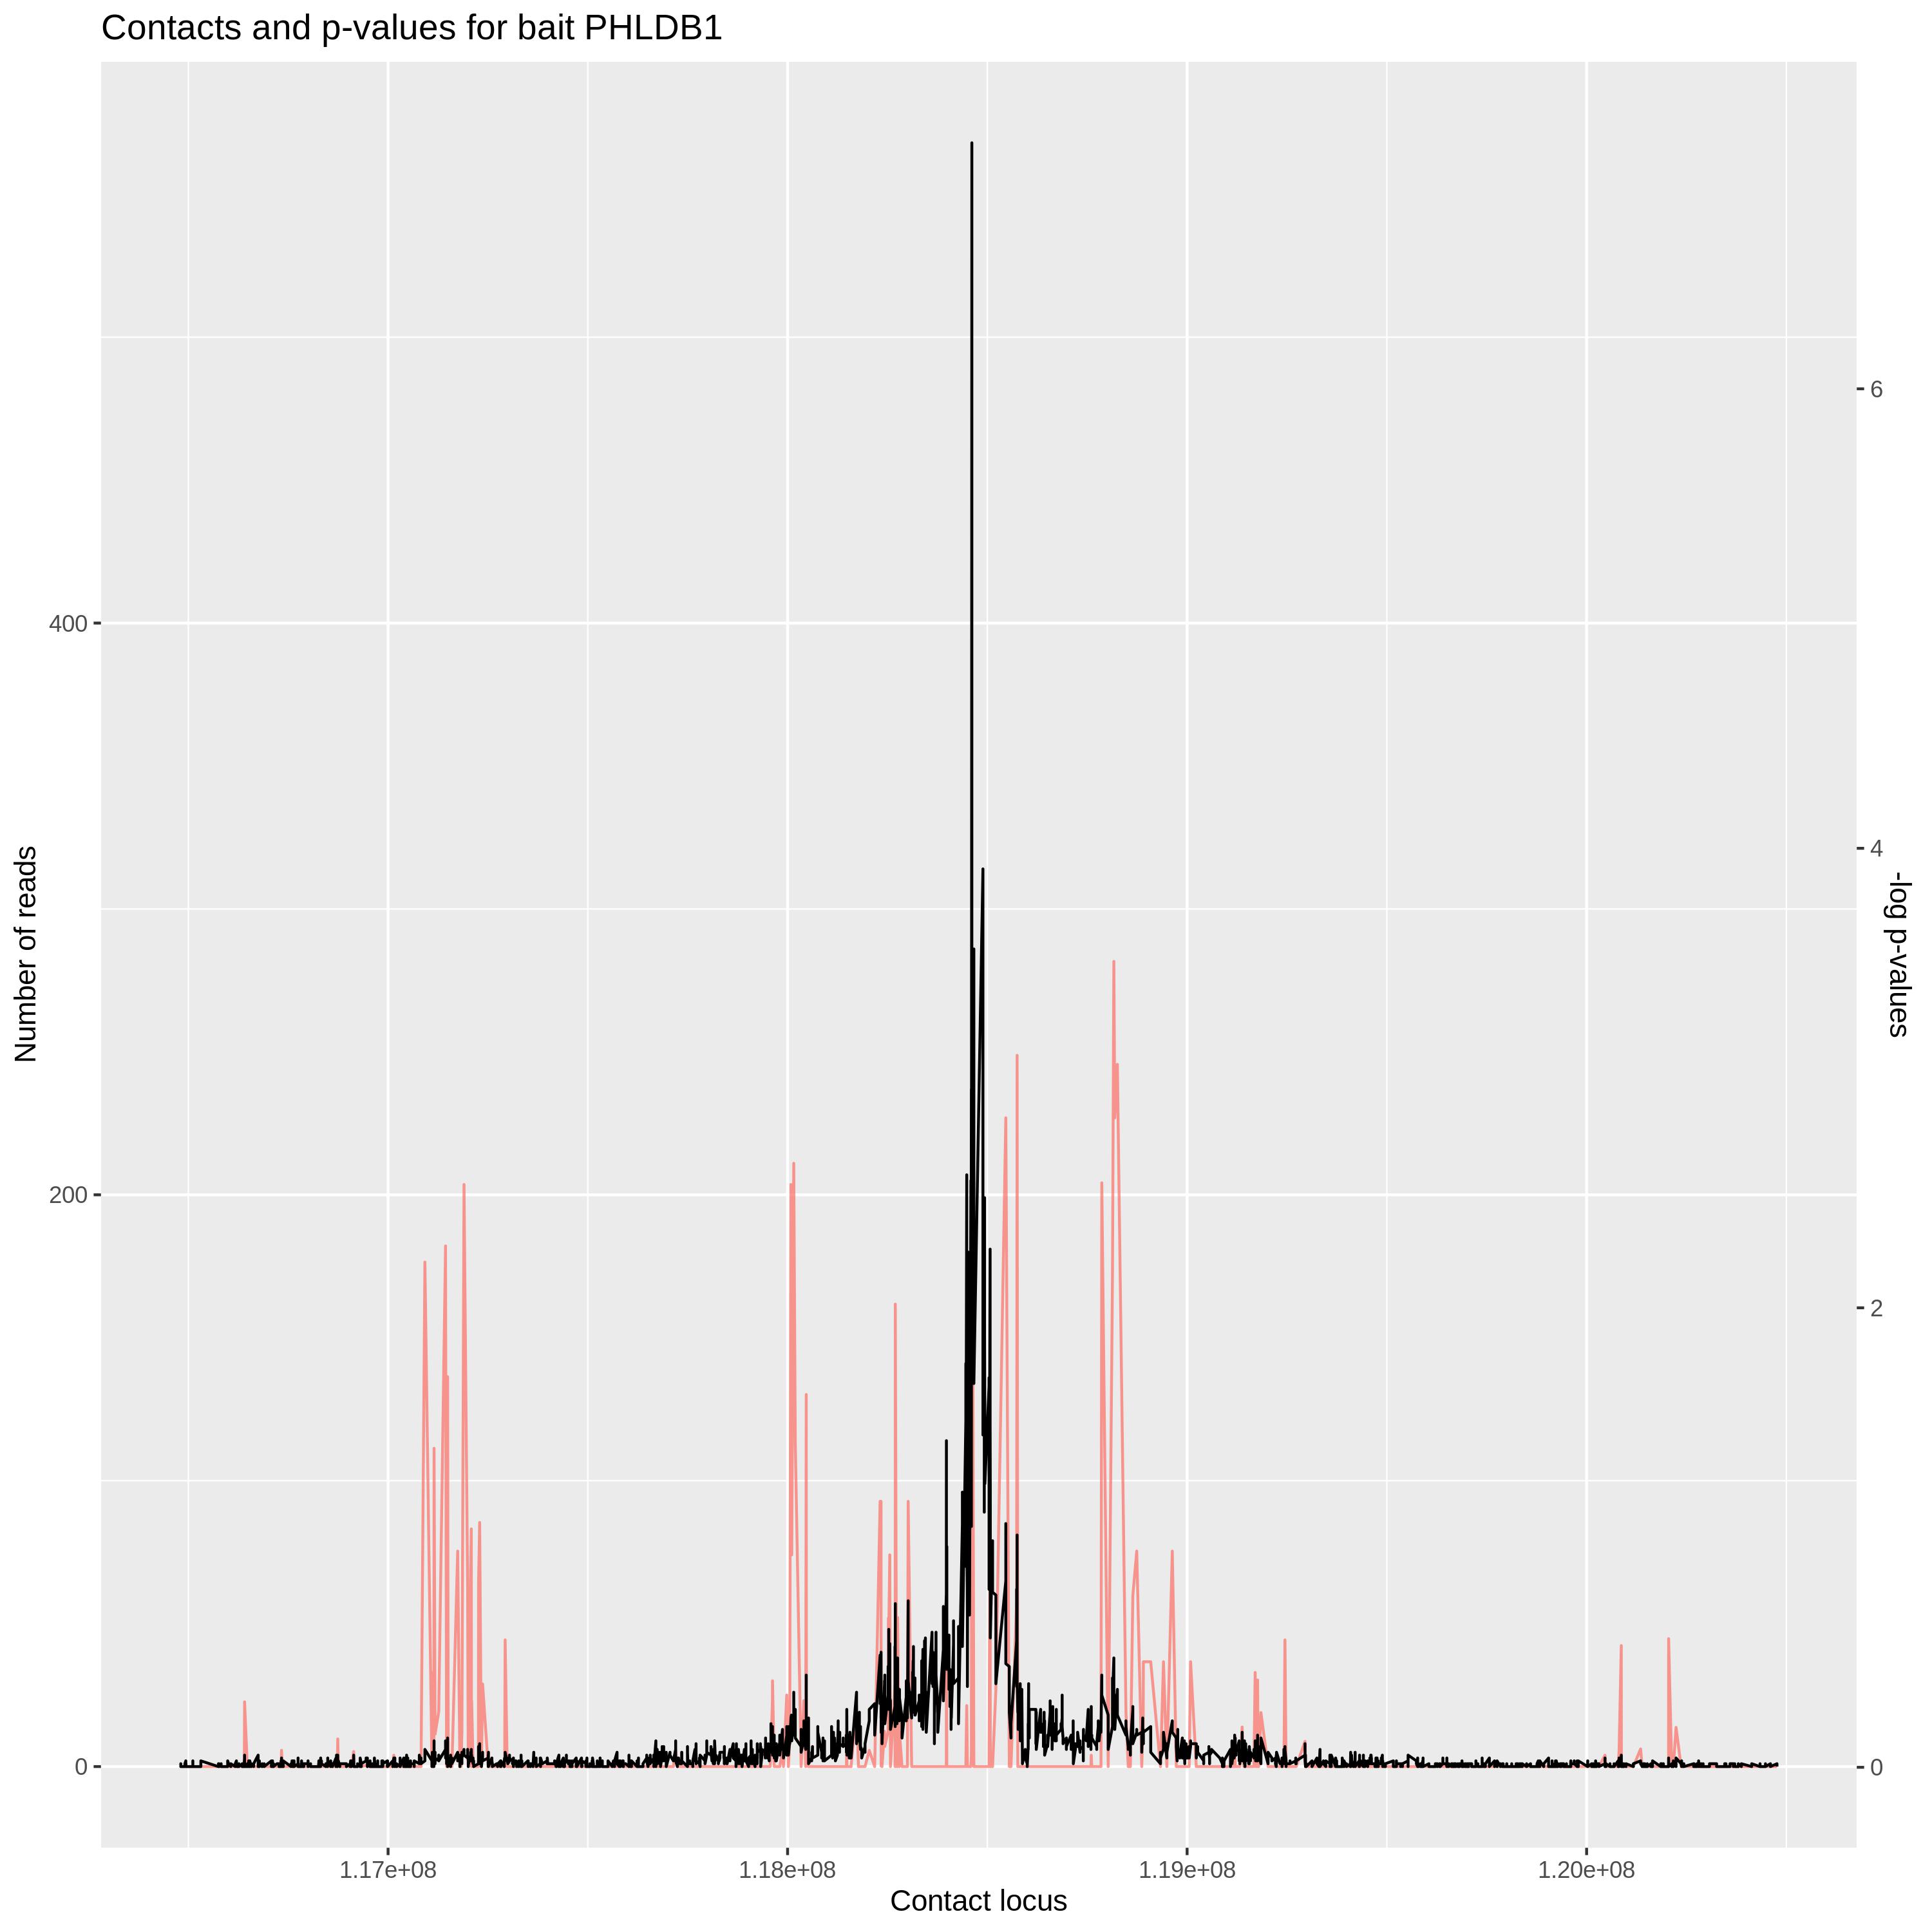 Contacts and p-values for bait PHLDB1
Number of reads
400
200
0
6
4
2
0
-log p-values
1.17e+08
1.18e+08
1.19e+08
1.20e+08
Contact locus